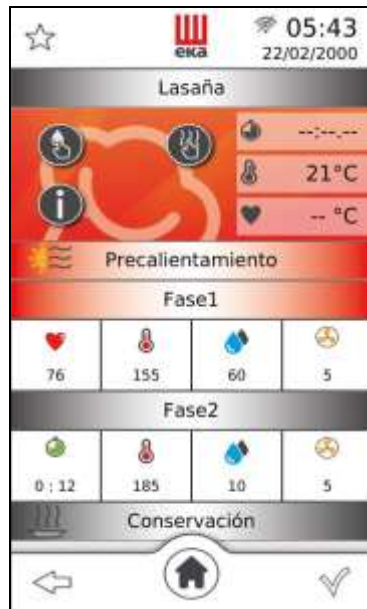 05:43
eka
22/02/2000
Lasaña
--:--.--
21°C
i
-- °C
Precalientamiento
Fase1
76 155 60 5
Fase2
0 : 12 185 10 5
Conservación